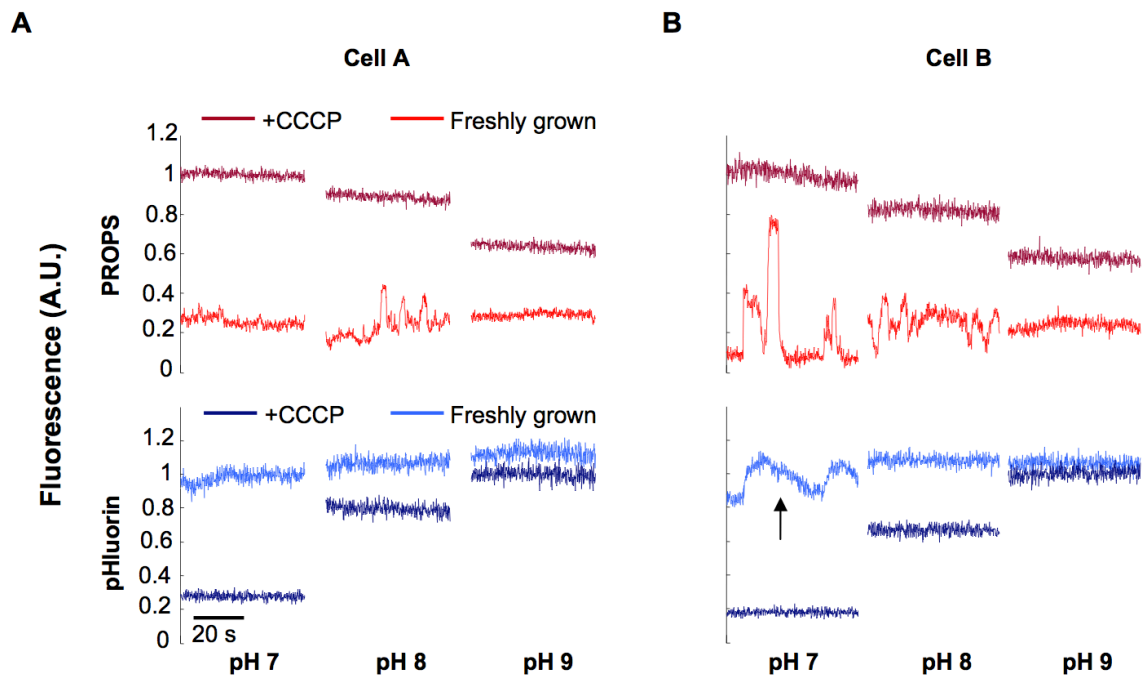 A
B
Cell A
Cell B
+CCCP Freshly grown
1.2
1
0.8
0.6
0.4
0.2
0
PROPS
Fluorescence (A.U.)
+CCCP Freshly grown
1.2
1
0.8
0.6
0.4
0.2
0
pHluorin
20 s
pH 7 pH 8 pH 9
pH 7 pH 8 pH 9